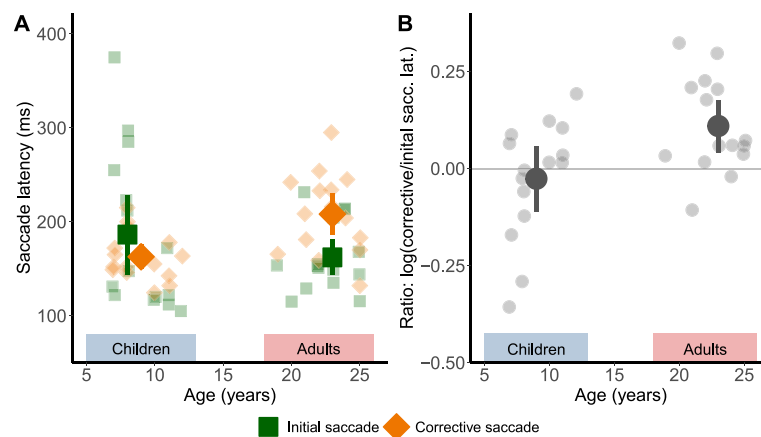 A
B
Saccade latency (ms)
400
300
200
100
Children
Adults
5
10
15
20
25
Age (years)
Ratio: log(corrective/inital sacc. lat.)
0.25
0.00
−0.25
−0.50
Children
Adults
5
10
15
20
25
Age (years)
Initial saccade
Corrective saccade